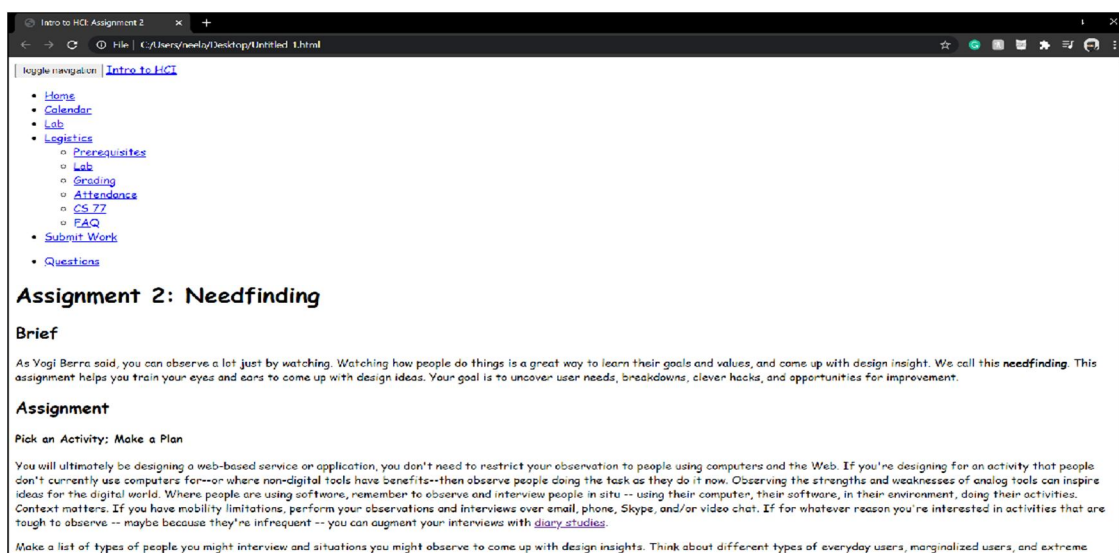 Intro to HCI: Assignment 2
File | C:/Users/neela/Desktop/Untitled 1.html
Toggle navigation Intro to HCI
Home
Calendar
Lab
Logistics
Prerequisites
Lab
Grading
Attendance
CS 77
FAQ
Submit Work
Questions
Assignment 2: Needfinding
Brief
As Yogi Berra said, you can observe a lot just by watching. Watching how people do things is a great way to learn their goals and values, and come up with design insight. We call this needfinding. This
assignment helps you train your eyes and ears to come up with design ideas. Your goal is to uncover user needs, breakdowns, clever hacks, and opportunities for improvement.
Assignment
Pick an Activity; Make a Plan
You will ultimately be designing a web-based service or application, you don't need to restrict your observation to people using computers and the Web. If you're designing for an activity that people
don't currently use computers for--or where non-digital tools have benefits--then observe people doing the task as they do it now. Observing the strengths and weaknesses of analog tools can inspire
ideas for the digital world. Where people are using software, remember to observe and interview people in situ -- using their computer, their software, in their environment, doing their activities.
Context matters. If you have mobility limitations, perform your observations and interviews over email, phone, Skype, and/or video chat. If for whatever reason you're interested in activities that are
tough to observe -- maybe because they're infrequent -- you can augment your interviews with diary studies.
Make a list of types of people you might interview and situations you might observe to come up with design insights. Think about different types of everyday users, marginalized users, and extreme